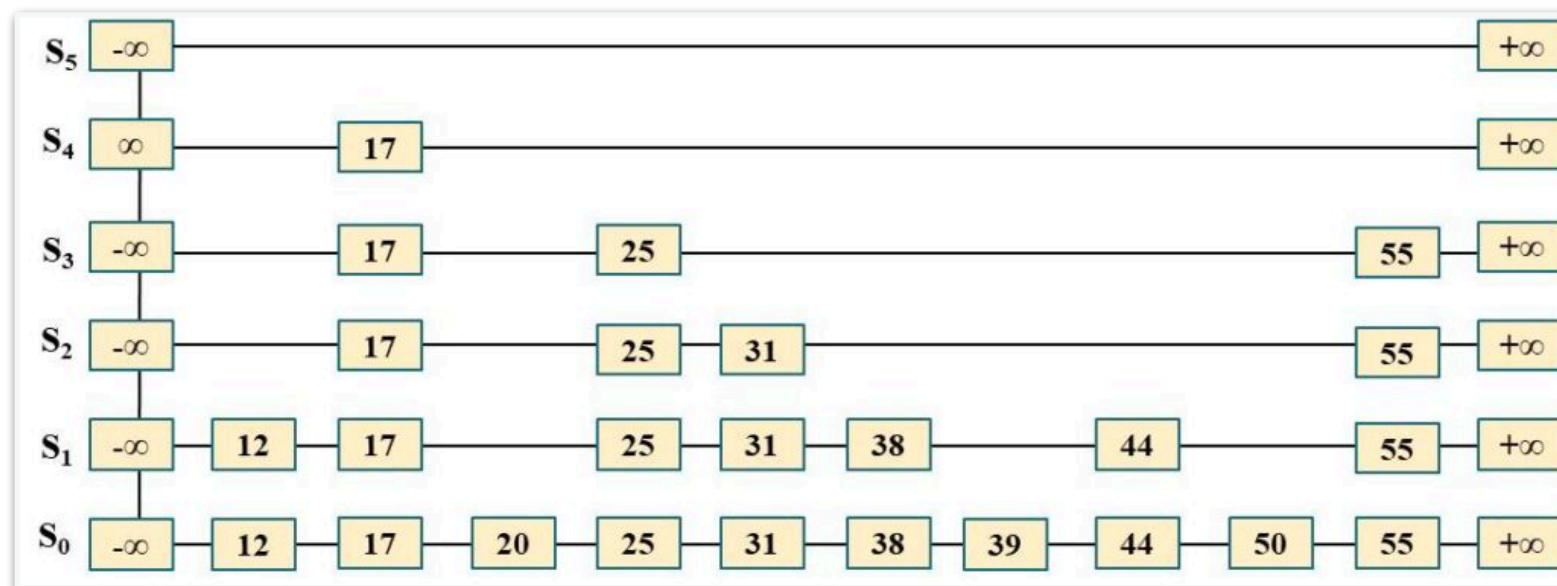 S5 -∞ +∞
S4 ∞ 17 +∞
S3 -∞ 17 25 55 +∞
S2 -∞ 17 25 31 55 +∞
S1 -∞ 12 17 25 31 38 44 55 +∞
S0 -∞ 12 17 20 25 31 38 39 44 50 55 +∞